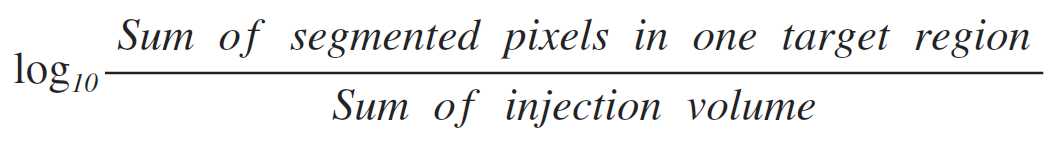 Sum of segmented pixels in one target region
log10
Sum of injection volume